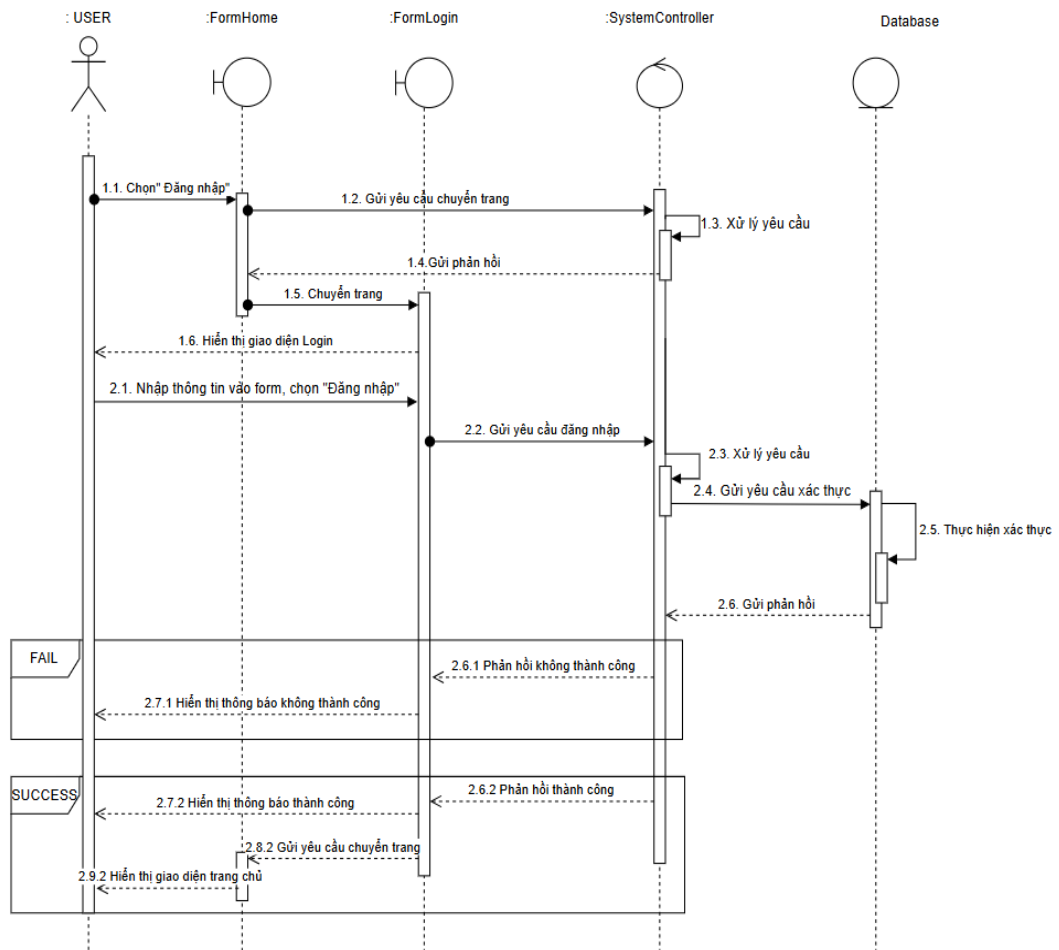 : USER
:FormHome
:FormLogin
:SystemController
Database
1.1. Chọn" Đăng nhập"
1.2. Gửi yêu cầu chuyển trang
1.3. Xử lý yêu cầu
1.4.Gửi phản hồi
1.5. Chuyển trang
1.6. Hiển thị giao diện Login
2.1. Nhập thông tin vào form, chọn "Đăng nhập"
2.2. Gửi yêu cầu đăng nhập
2.3. Xử lý yêu cầu
2.4. Gửi yêu cầu xác thực
2.5. Thực hiện xác thực
2.6. Gửi phản hồi
FAIL
2.6.1 Phản hồi không thành công
2.7.1 Hiển thị thông báo không thành công
SUCCESS
2.6.2 Phản hồi thành công
2.7.2 Hiển thị thông báo thành công
2.8.2 Gửi yêu cầu chuyển trang
2.9.2 Hiển thị giao diện trang chủ